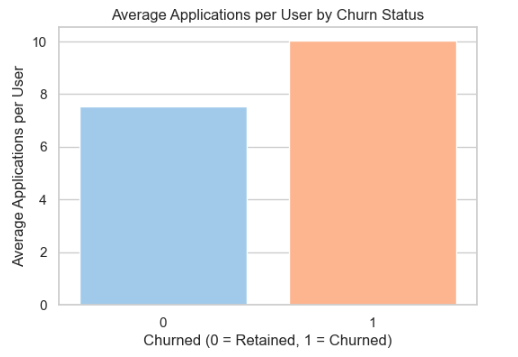 Average Applications per User by Churn Status
Average Applications per User
10
8
6
4
2
0
0 1
Churned (0 = Retained, 1 = Churned)